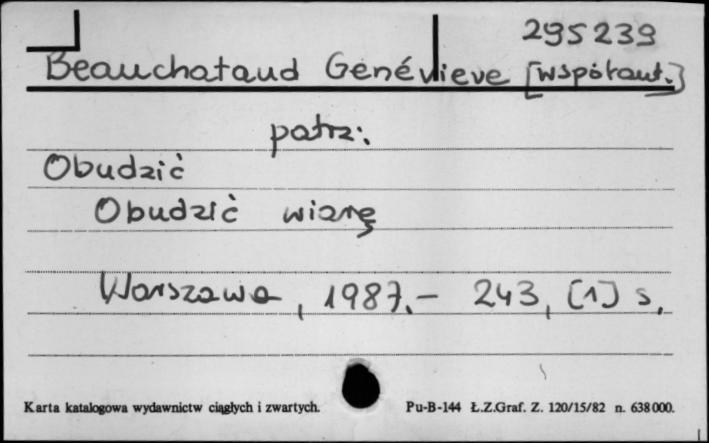 295239
Beauchataud Genévieve [współaut.]
patrz:
Obudzić
Obudzić wiarę
Warszawa, 1987.- 243, [1] s.
Karta katalogowa wydawnictw ciągłych i zwartych. Pu-B-144 Ł.Z.Graf. Z. 120/15/82 n. 638000.